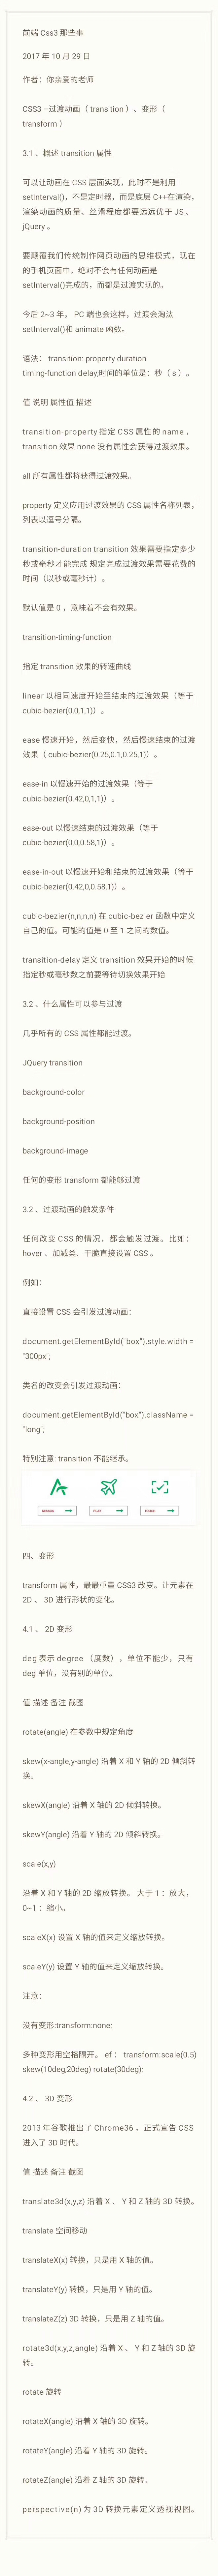 前端 Css3 那些事
2017 年 10 月 29 日
作者：你亲爱的老师
CSS3 –过渡动画（ transition ）、变形（
transform ）
3.1 、概述 transition 属性
可以让动画在 CSS 层面实现，此时不是利用
setInterval()，不是定时器，而是底层 C++在渲染，
渲染动画的质量、丝滑程度都要远远优于 JS 、
jQuery 。
要颠覆我们传统制作网页动画的思维模式，现在
的手机页面中，绝对不会有任何动画是
setInterval()完成的，而都是过渡实现的。
今后 2~3 年， PC 端也会这样，过渡会淘汰
setInterval()和 animate 函数。
语法： transition: property duration
timing-function delay;时间的单位是：秒（ s ）。
值 说明 属性值 描述
transition-property 指定 CSS 属性的 name ，
transition 效果 none 没有属性会获得过渡效果。
all 所有属性都将获得过渡效果。
property 定义应用过渡效果的 CSS 属性名称列表，
列表以逗号分隔。
transition-duration transition 效果需要指定多少
秒或毫秒才能完成 规定完成过渡效果需要花费的
时间（以秒或毫秒计）。
默认值是 0 ，意味着不会有效果。
transition-timing-function
指定 transition 效果的转速曲线
linear 以相同速度开始至结束的过渡效果（等于
cubic-bezier(0,0,1,1)）。
ease 慢速开始，然后变快，然后慢速结束的过渡
效果（ cubic-bezier(0.25,0.1,0.25,1)）。
ease-in 以慢速开始的过渡效果（等于
cubic-bezier(0.42,0,1,1)）。
ease-out 以慢速结束的过渡效果（等于
cubic-bezier(0,0,0.58,1)）。
ease-in-out 以慢速开始和结束的过渡效果（等于
cubic-bezier(0.42,0,0.58,1)）。
cubic-bezier(n,n,n,n) 在 cubic-bezier 函数中定义
自己的值。可能的值是 0 至 1 之间的数值。
transition-delay 定义 transition 效果开始的时候
指定秒或毫秒数之前要等待切换效果开始
3.2 、什么属性可以参与过渡
几乎所有的 CSS 属性都能过渡。
JQuery transition
background-color
background-position
background-image
任何的变形 transform 都能够过渡
3.2 、过渡动画的触发条件
任何改变 CSS 的情况，都会触发过渡。比如：
hover 、加减类、干脆直接设置 CSS 。
例如：
直接设置 CSS 会引发过渡动画：
document.getElementById("box").style.width =
"300px";
类名的改变会引发过渡动画：
document.getElementById("box").className =
"long";
特别注意: transition 不能继承。
MISSION PLAY TOUCH
四、变形
transform 属性，最最重量 CSS3 改变。让元素在
2D 、 3D 进行形状的变化。
4.1 、 2D 变形
deg 表示 degree （度数），单位不能少，只有
deg 单位，没有别的单位。
值 描述 备注 截图
rotate(angle) 在参数中规定角度
skew(x-angle,y-angle) 沿着 X 和 Y 轴的 2D 倾斜转
换。
skewX(angle) 沿着 X 轴的 2D 倾斜转换。
skewY(angle) 沿着 Y 轴的 2D 倾斜转换。
scale(x,y)
沿着 X 和 Y 轴的 2D 缩放转换。 大于 1 ：放大，
0~1 ：缩小。
scaleX(x) 设置 X 轴的值来定义缩放转换。
scaleY(y) 设置 Y 轴的值来定义缩放转换。
注意：
没有变形:transform:none;
多种变形用空格隔开。 ef ： transform:scale(0.5)
skew(10deg,20deg) rotate(30deg);
4.2 、 3D 变形
2013 年谷歌推出了 Chrome36 ，正式宣告 CSS
进入了 3D 时代。
值 描述 备注 截图
translate3d(x,y,z) 沿着 X 、 Y 和 Z 轴的 3D 转换。
translate 空间移动
translateX(x) 转换，只是用 X 轴的值。
translateY(y) 转换，只是用 Y 轴的值。
translateZ(z) 3D 转换，只是用 Z 轴的值。
rotate3d(x,y,z,angle) 沿着 X 、 Y 和 Z 轴的 3D 旋
转。
rotate 旋转
rotateX(angle) 沿着 X 轴的 3D 旋转。
rotateY(angle) 沿着 Y 轴的 3D 旋转。
rotateZ(angle) 沿着 Z 轴的 3D 旋转。
perspective(n) 为 3D 转换元素定义透视视图。